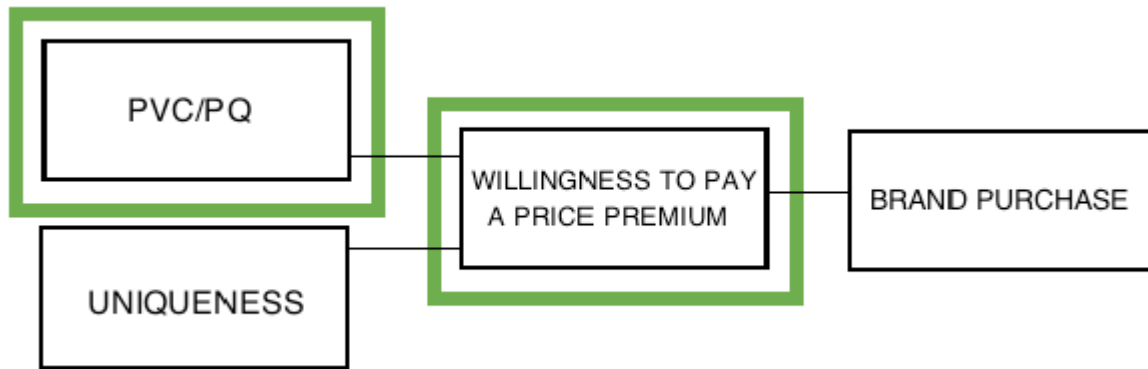 PVC/PQ
WILLINGNESS TO PAY
A PRICE PREMIUM
BRAND PURCHASE
UNIQUENESS